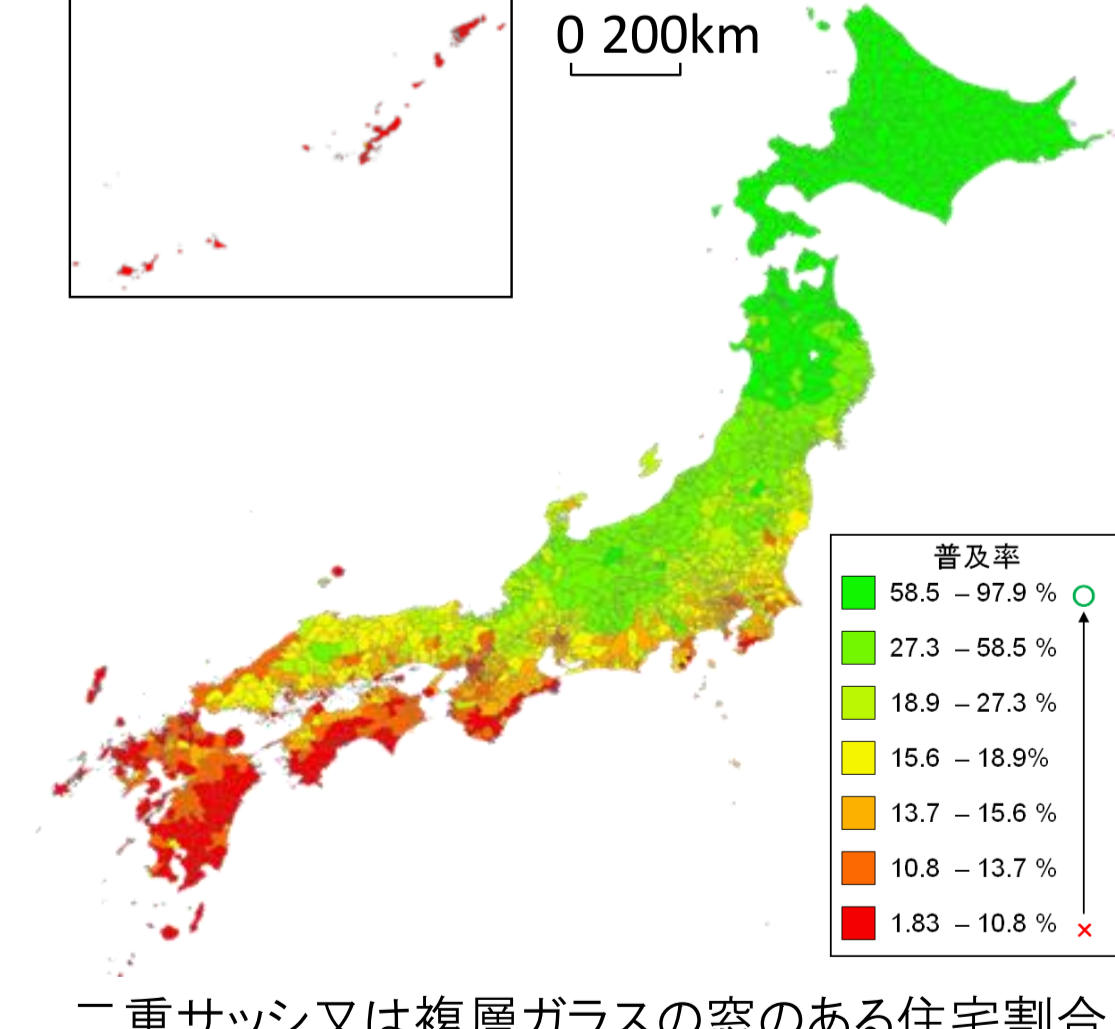 0 200km
普及率
58.5 – 97.9 %
27.3 – 58.5 %
18.9 – 27.3 %
15.6 – 18.9%
13.7 – 15.6 %
10.8 – 13.7 %
1.83 – 10.8 %
二重サッシ又は複層ガラスの窓のある住宅割合